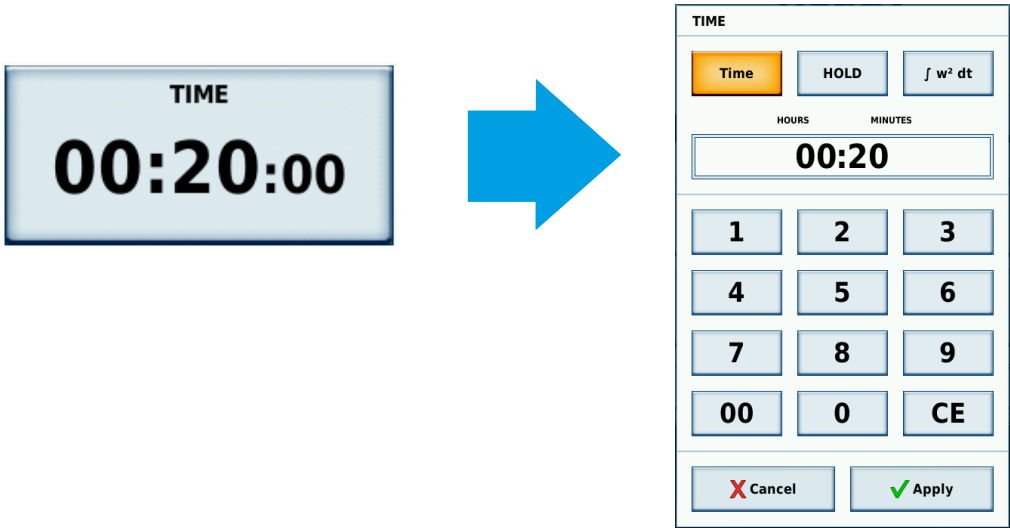 TIME
00:20:00
TIME
Time HOLD ∫ w² dt
HOURS MINUTES
00:20
1 2 3
4 5 6
7 8 9
00 0 CE
Cancel Apply